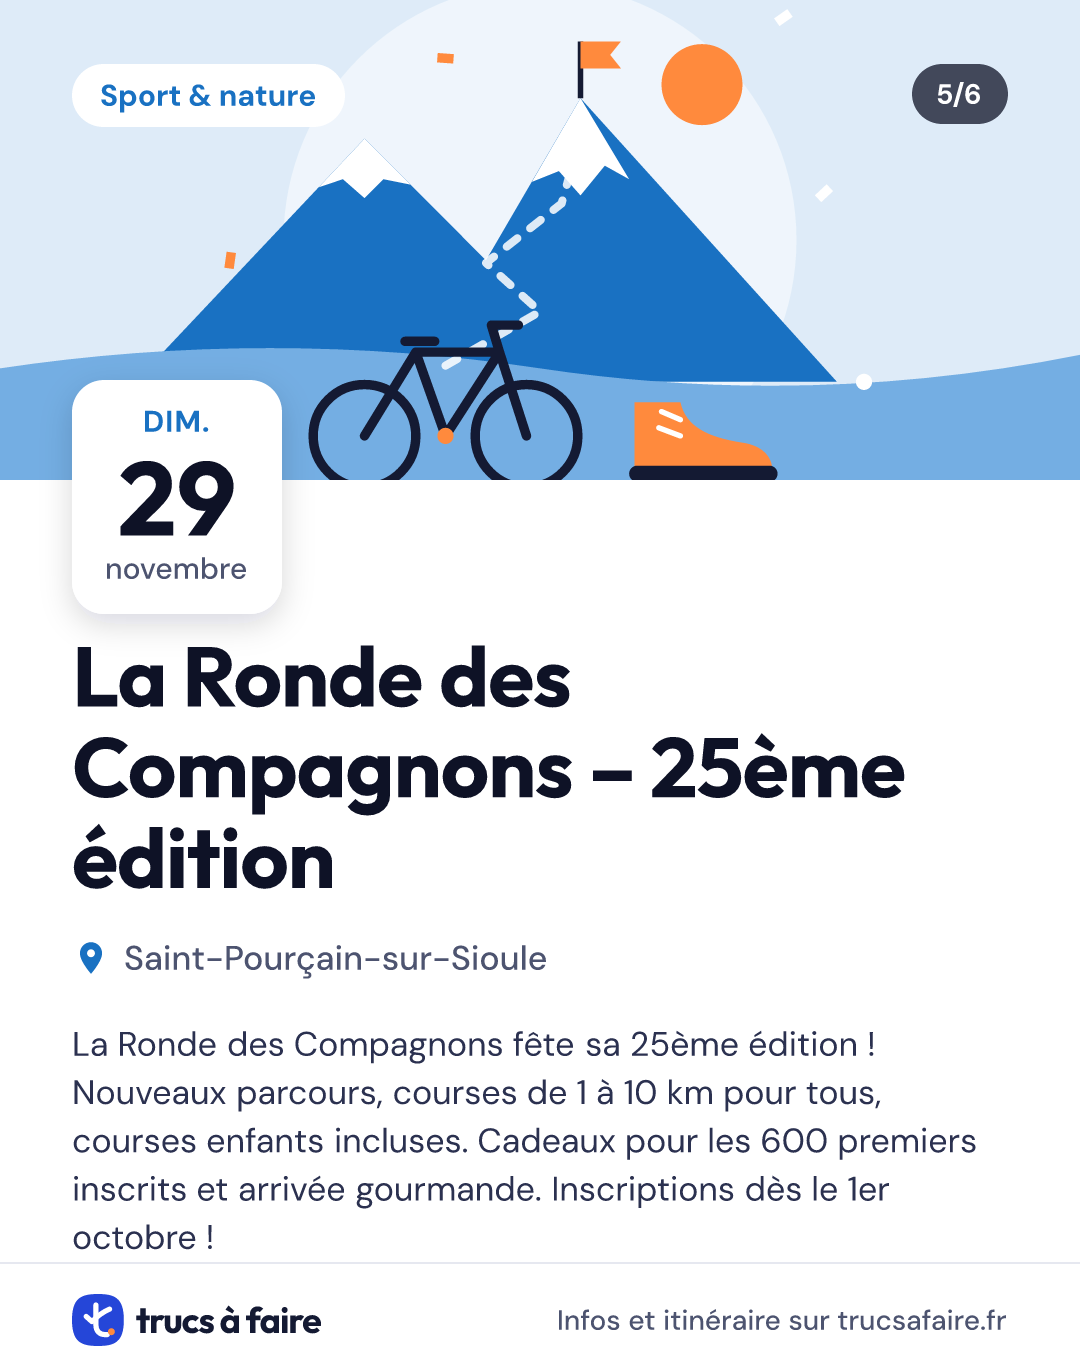 Sport & nature
5/6
DIM.
29
novembre
La Ronde des
Compagnons – 25ème
édition
Saint-Pourçain-sur-Sioule
La Ronde des Compagnons fête sa 25ème édition !
Nouveaux parcours, courses de 1 à 10 km pour tous,
courses enfants incluses. Cadeaux pour les 600 premiers
inscrits et arrivée gourmande. Inscriptions dès le 1er
octobre !
trucs à faire
Infos et itinéraire sur trucsafaire.fr